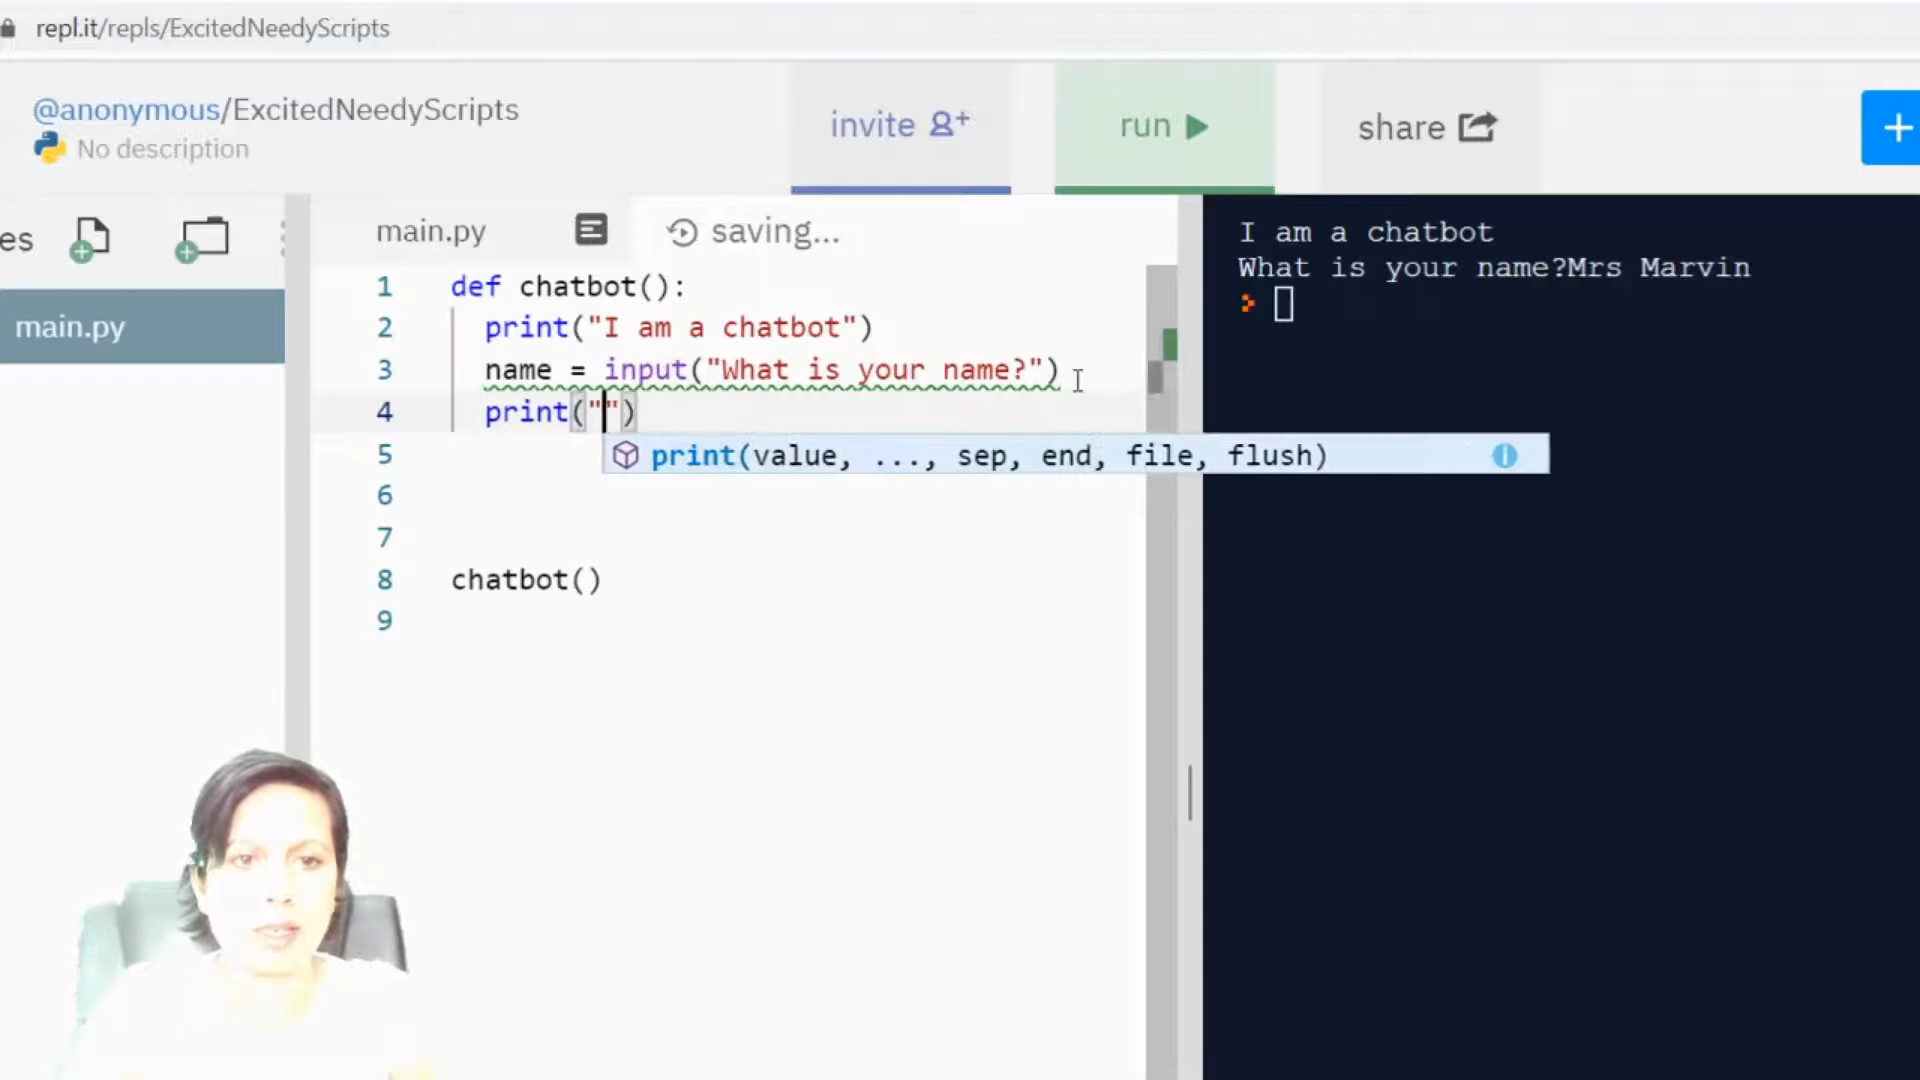 repl.it/repls/ExcitedNeedyScripts
@anonymous/ExcitedNeedyScripts
No description
invite
run
share
es
main.py
main.py
saving...
1 def chatbot():
2 print("I am a chatbot")
3 name = input("What is your name?")
4 print("")
print(value, ..., sep, end, file, flush)
5
6
7
8 chatbot()
9
I am a chatbot
What is your name?Mrs Marvin